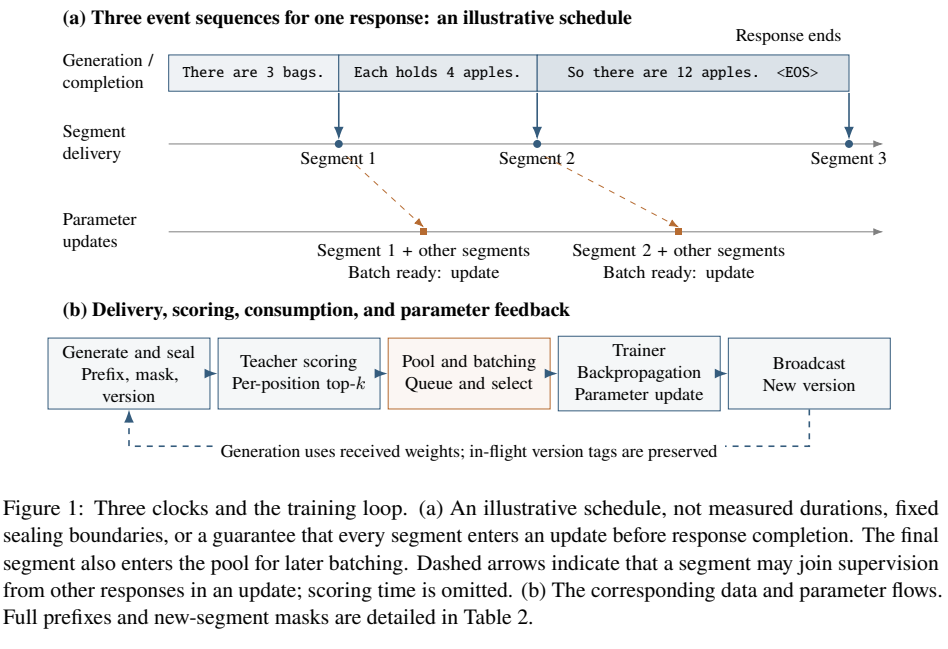 (a) Three event sequences for one response: an illustrative schedule
Response ends
Generation /
completion
There are 3 bags.
Each holds 4 apples.
So there are 12 apples. <EOS>
Segment
delivery
Segment 1
Segment 2
Segment 3
Parameter
updates
Segment 1 + other segments
Batch ready: update
Segment 2 + other segments
Batch ready: update
(b) Delivery, scoring, consumption, and parameter feedback
Generate and seal
Prefix, mask,
version
Teacher scoring
Per-position top-k
Pool and batching
Queue and select
Trainer
Backpropagation
Parameter update
Broadcast
New version
Generation uses received weights; in-flight version tags are preserved
Figure 1: Three clocks and the training loop. (a) An illustrative schedule, not measured durations, fixed
sealing boundaries, or a guarantee that every segment enters an update before response completion. The final
segment also enters the pool for later batching. Dashed arrows indicate that a segment may join supervision
from other responses in an update; scoring time is omitted. (b) The corresponding data and parameter flows.
Full prefixes and new-segment masks are detailed in Table 2.